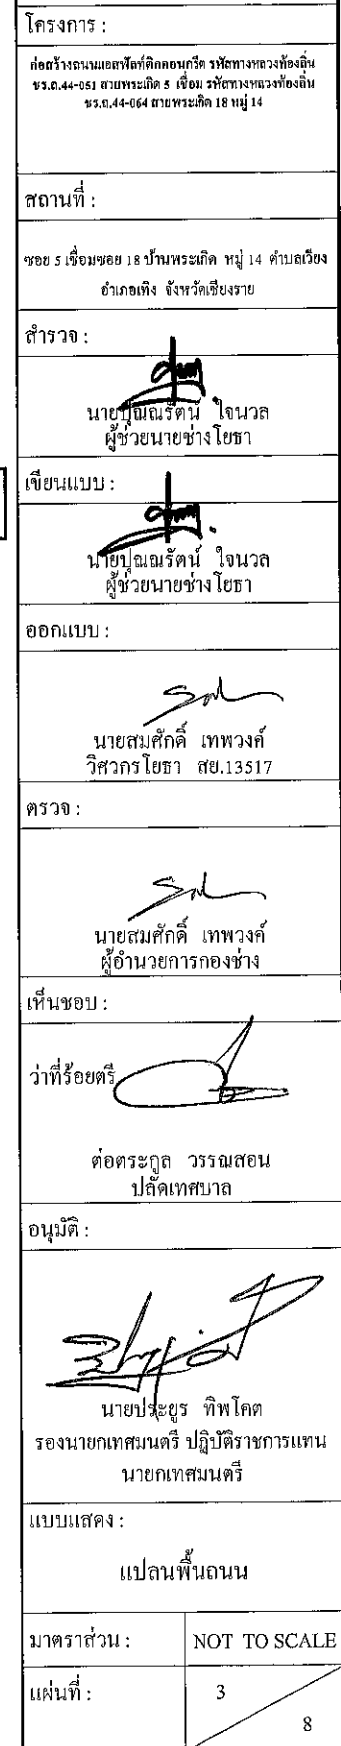 โครงการ :
ก่อสร้างถนนแอสฟัลท์ติกคอนกรีต รหัสทางหลวงท้องถิ่น
ชร.ถ.44-051 สายพระเกิด 5 เชื่อม รหัสทางหลวงท้องถิ่น
ชร.ถ.44-064 สายพระเกิด 18 หมู่ 14
สถานที่ :
ซอย 5 เชื่อมซอย 18 บ้านพระเกิด หมู่ 14 ตำบลเวียง
อำเภอเทิง จังหวัดเชียงราย
สำรวจ :
นายปุณณรัตน์ ใจนวล
ผู้ช่วยนายช่างโยธา
เขียนแบบ :
นายปุณณรัตน์ ใจนวล
ผู้ช่วยนายช่างโยธา
ออกแบบ :
นายสมศักดิ์ เทพวงค์
วิศวกรโยธา สย.13517
ตรวจ :
นายสมศักดิ์ เทพวงค์
ผู้อำนวยการกองช่าง
เห็นชอบ :
ว่าที่ร้อยตรี
ต่อตระกูล วรรณสอน
ปลัดเทศบาล
อนุมัติ :
นายประยูร ทิพโคต
รองนายกเทศมนตรี ปฏิบัติราชการแทน
นายกเทศมนตรี
แบบแสดง :
แปลนพื้นถนน
มาตราส่วน : NOT TO SCALE
แผ่นที่ : 3
8